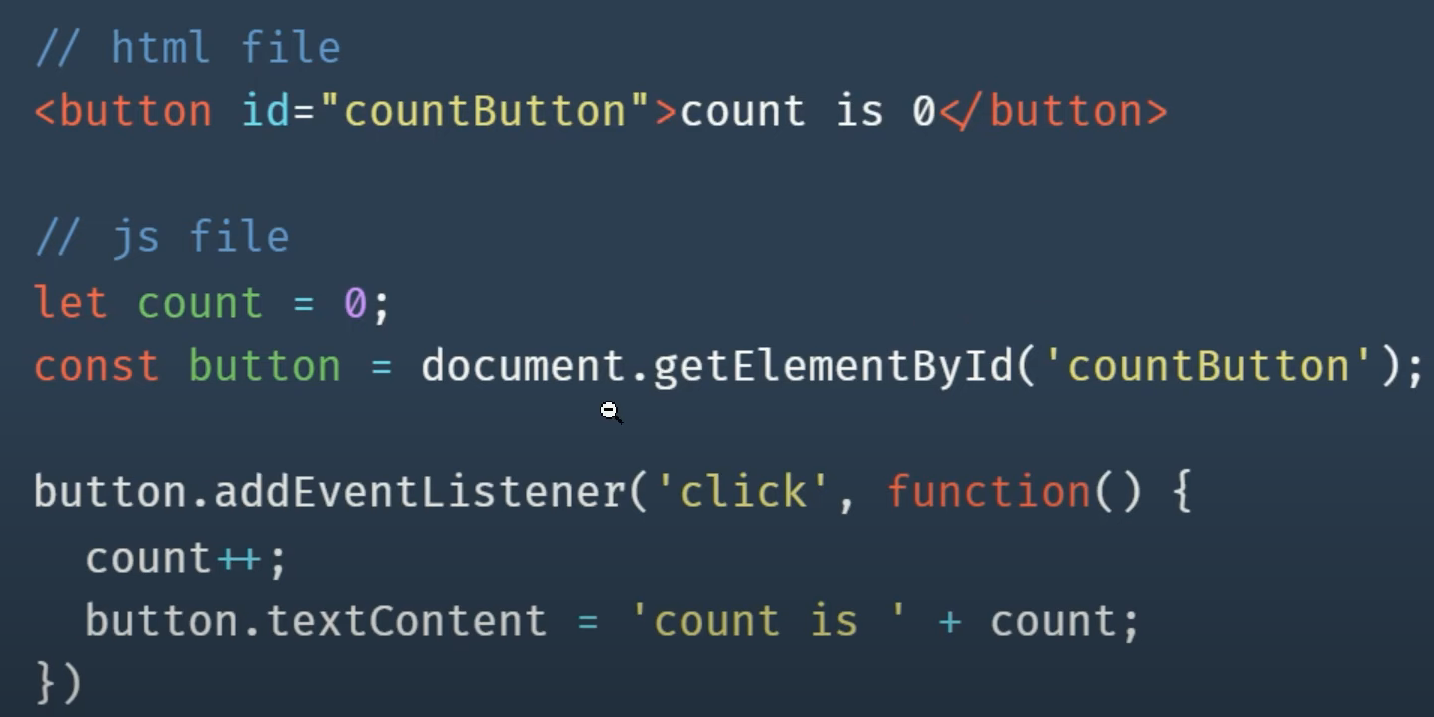 // html file
<button id="countButton">count is 0</button>
// js file
let count = 0;
const button = document.getElementById('countButton');
button.addEventListener('click', function() {
count++;
button.textContent = 'count is ' + count;
})